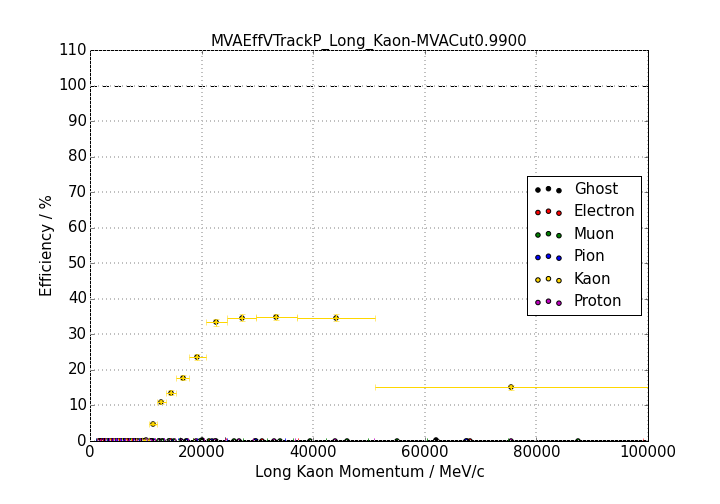 MVAEffVTrackP_Long_Kaon-MVACut0.9900
110
100
90
80
70
60
50
40
30
20
10
0
Efficiency / %
Ghost
Electron
Muon
Pion
Kaon
Proton
0 20000 40000 60000 80000 100000
Long Kaon Momentum / MeV/c